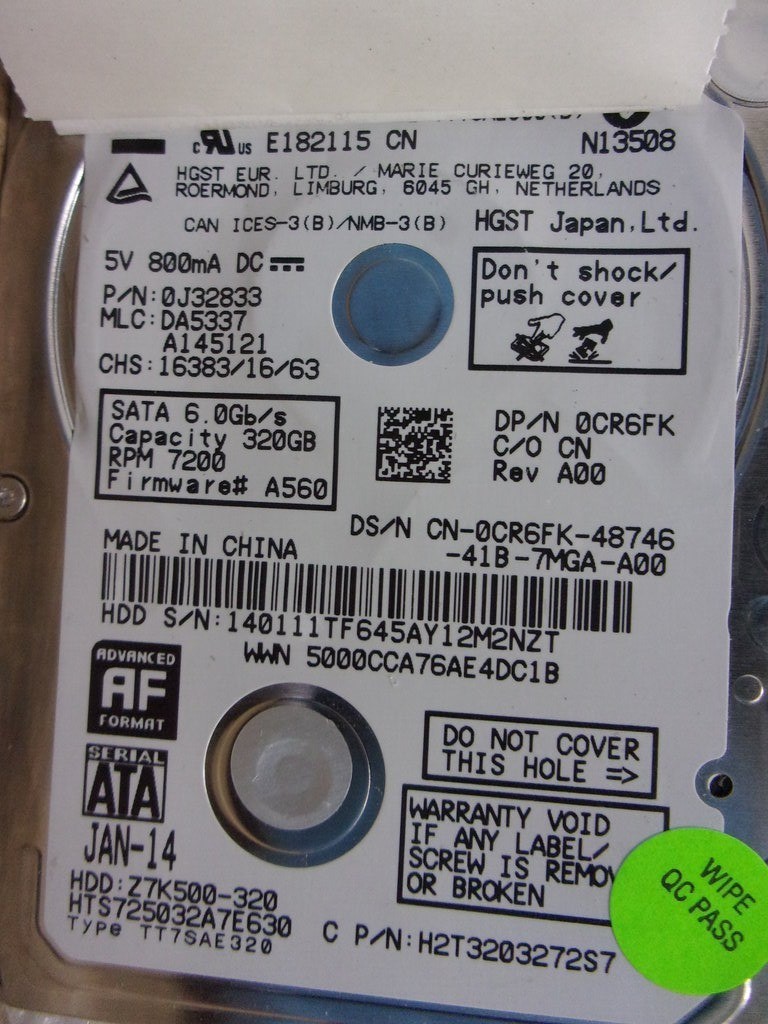 c RU US E182115 CN
N13508
HGST EUR. LTD. / MARIE CURIEWEG 20,
ROERMOND, LIMBURG, 6045 GH, NETHERLANDS
CAN ICES-3(B)/NMB-3(B)
HGST Japan,Ltd.
5V 800mA DC
P/N:0J32833
MLC:DA5337
A145121
CHS:16383/16/63
Don't shock/
push cover
SATA 6.0Gb/s
Capacity 320GB
RPM 7200
Firmware# A560
DP/N 0CR6FK
C/O CN
Rev A00
DS/N CN-0CR6FK-48746
-41B-7MGA-A00
MADE IN CHINA
HDD S/N:140111TF645AY12M2NZT
WWN 5000CCA76AE4DC1B
ADVANCED
AF
FORMAT
SERIAL
ATA
JAN-14
DO NOT COVER
THIS HOLE =>
WARRANTY VOID
IF ANY LABEL/
SCREW IS REMOV
OR BROKEN
HDD:Z7K500-320
HTS725032A7E630
Type TT7SAE320
C P/N:H2T3203272S7
WIPE
QC PASS